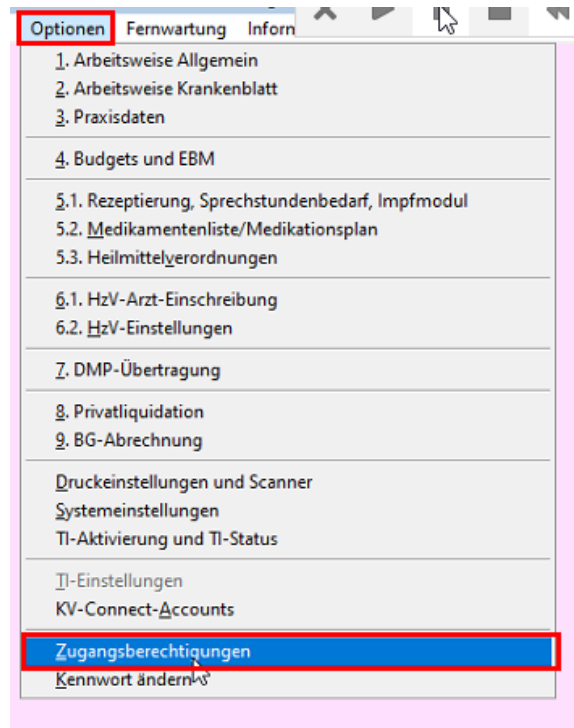 Optionen Fernwartung Inforn
1. Arbeitsweise Allgemein
2. Arbeitsweise Krankenblatt
3. Praxisdaten
4. Budgets und EBM
5.1. Rezeptierung, Sprechstundenbedarf, Impfmodul
5.2. Medikamentenliste/Medikationsplan
5.3. Heilmittelverordnungen
6.1. HzV-Arzt-Einschreibung
6.2. HzV-Einstellungen
7. DMP-Übertragung
8. Privatliquidation
9. BG-Abrechnung
Druckeinstellungen und Scanner
Systemeinstellungen
TI-Aktivierung und TI-Status
TI-Einstellungen
KV-Connect-Accounts
Zugangsberechtigungen
Kennwort ändern